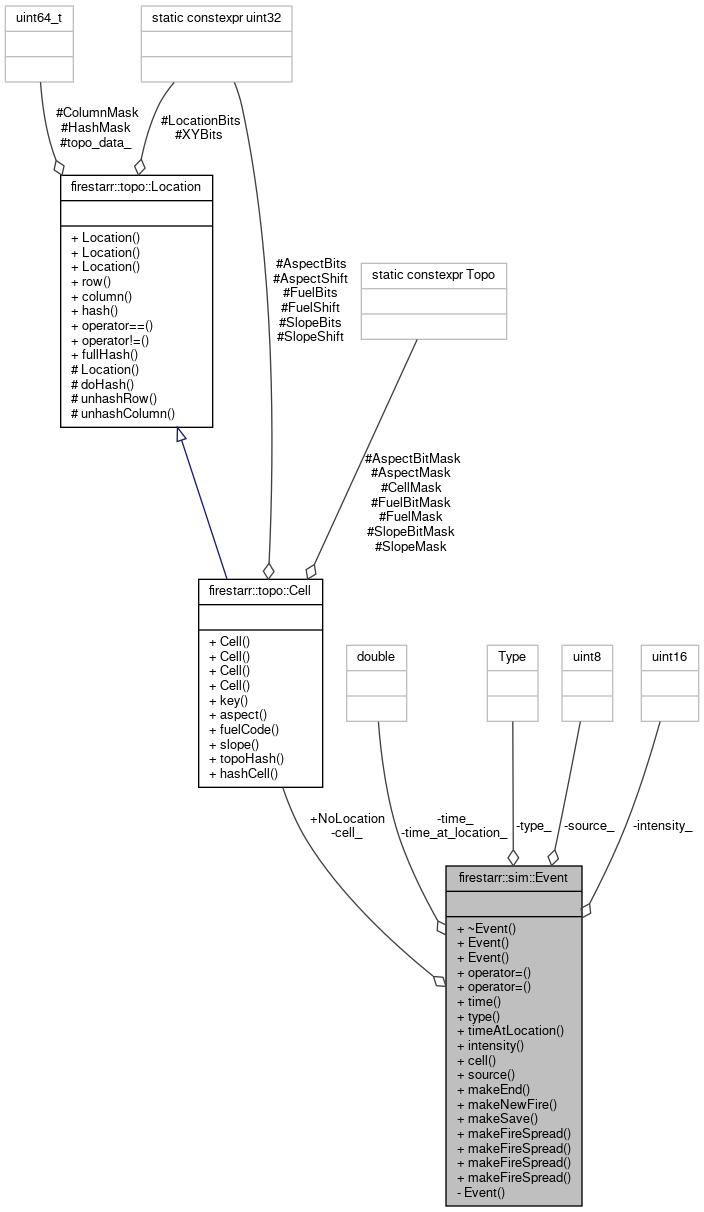 uint64_t
static constexpr uint32
#ColumnMask
#HashMask
#topo_data_
#LocationBits
#XYBits
firestarr::topo::Location
+ Location()
+ Location()
+ Location()
+ row()
+ column()
+ hash()
+ operator==()
+ operator!=()
+ fullHash()
# Location()
# doHash()
# unhashRow()
# unhashColumn()
#AspectBits
#AspectShift
#FuelBits
#FuelShift
#SlopeBits
#SlopeShift
static constexpr Topo
#AspectBitMask
#AspectMask
#CellMask
#FuelBitMask
#FuelMask
#SlopeBitMask
#SlopeMask
firestarr::topo::Cell
+ Cell()
+ Cell()
+ Cell()
+ Cell()
+ key()
+ aspect()
+ fuelCode()
+ slope()
+ topoHash()
+ hashCell()
double
Type
uint8
uint16
+NoLocation
-cell_
-time_
-time_at_location_
-type_
-source_
-intensity_
firestarr::sim::Event
+ ~Event()
+ Event()
+ Event()
+ operator=()
+ operator=()
+ time()
+ type()
+ timeAtLocation()
+ intensity()
+ cell()
+ source()
+ makeEnd()
+ makeNewFire()
+ makeSave()
+ makeFireSpread()
+ makeFireSpread()
+ makeFireSpread()
+ makeFireSpread()
- Event()